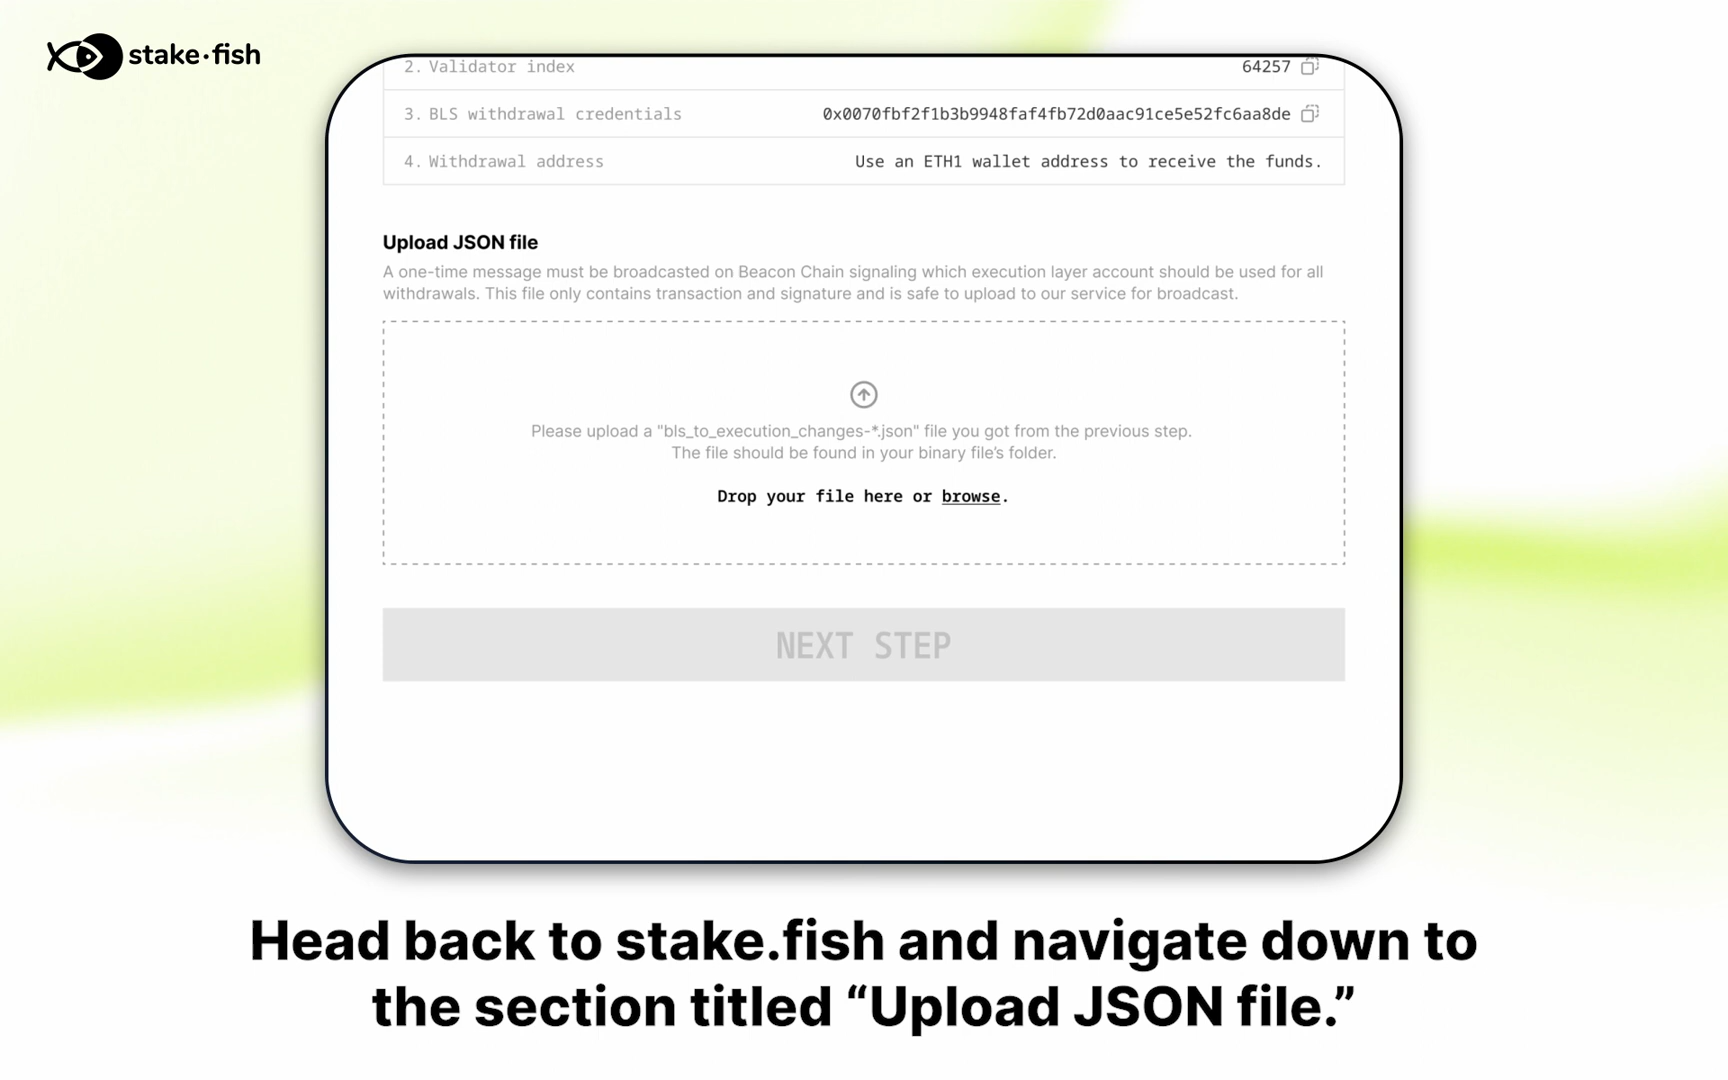 stake·fish
2. Validator index 64257
3. BLS withdrawal credentials 0x0070fbf2f1b3b9948faf4fb72d0aac91ce5e52fc6aa8de
4. Withdrawal address Use an ETH1 wallet address to receive the funds.
Upload JSON file
A one-time message must be broadcasted on Beacon Chain signaling which execution layer account should be used for all
withdrawals. This file only contains transaction and signature and is safe to upload to our service for broadcast.
Please upload a "bls_to_execution_changes-*.json" file you got from the previous step.
The file should be found in your binary file's folder.
Drop your file here or browse.
NEXT STEP
Head back to stake.fish and navigate down to
the section titled “Upload JSON file.”